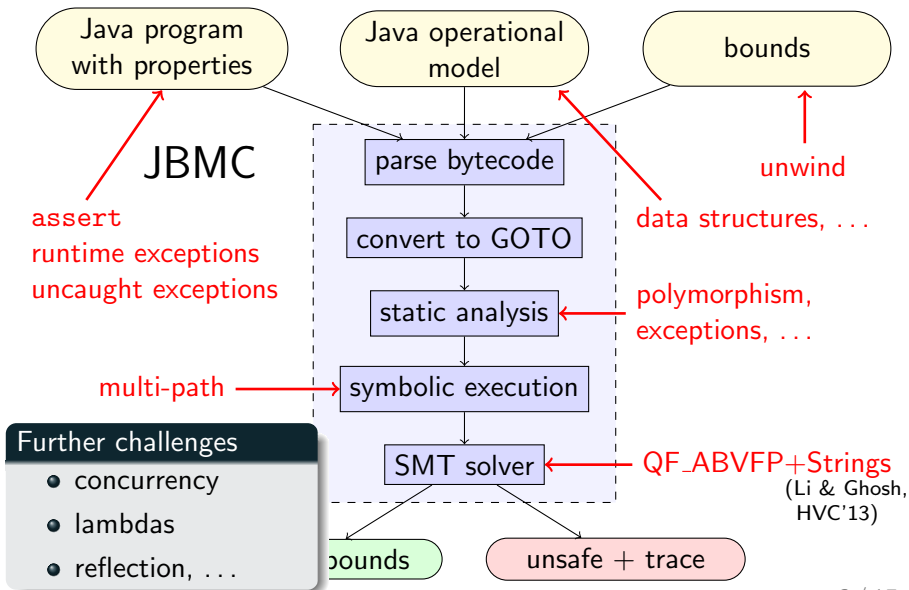 Java program
with properties
Java operational
model
bounds
JBMC
parse bytecode
unwind
assert
runtime exceptions
uncaught exceptions
data structures, ...
convert to GOTO
static analysis
polymorphism,
exceptions, ...
multi-path
symbolic execution
Further challenges
concurrency
lambdas
reflection, ...
SMT solver
QF_ABVFP+Strings
(Li & Ghosh,
HVC'13)
bounds
unsafe + trace